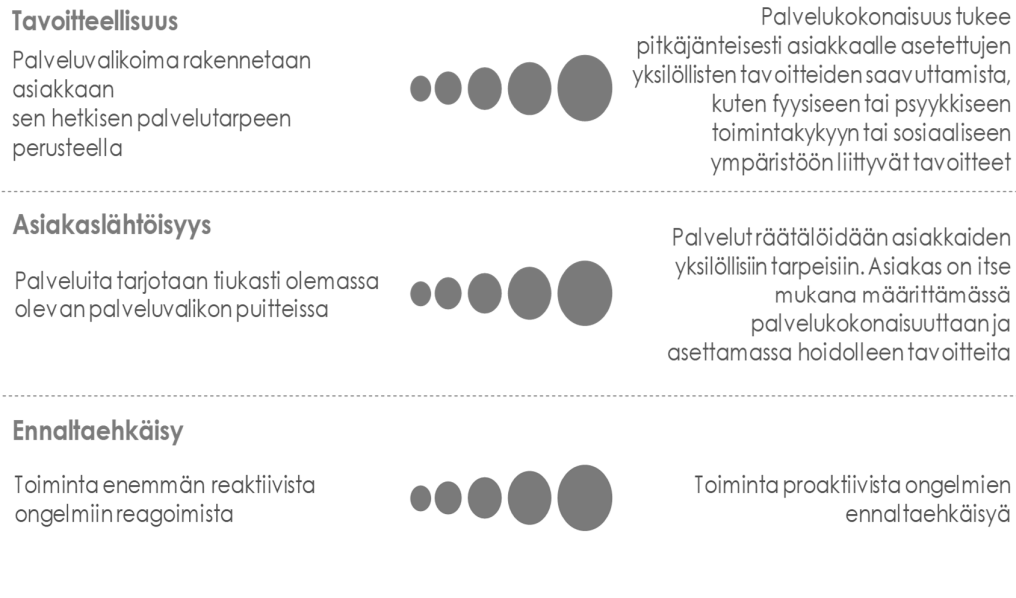 Tavoitteellisuus
Palveluvalikoima rakennetaan
asiakkaan
sen hetkisen palvelutarpeen
perusteella
Palvelukokonaisuus tukee
pitkäjänteisesti asiakkaalle asetettujen
yksilöllisten tavoitteiden saavuttamista,
kuten fyysiseen tai psyykkiseen
toimintakykyyn tai sosiaaliseen
ympäristöön liittyvät tavoitteet
Asiakaslähtöisyys
Palveluita tarjotaan tiukasti olemassa
olevan palveluvalikon puitteissa
Palvelut räätälöidään asiakkaiden
yksilöllisiin tarpeisiin. Asiakas on itse
mukana määrittämässä
palvelukokonaisuuttaan ja
asettamassa hoidolleen tavoitteita
Ennaltaehkäisy
Toiminta enemmän reaktiivista
ongelmiin reagoimista
Toiminta proaktiivista ongelmien
ennaltaehkäisyä